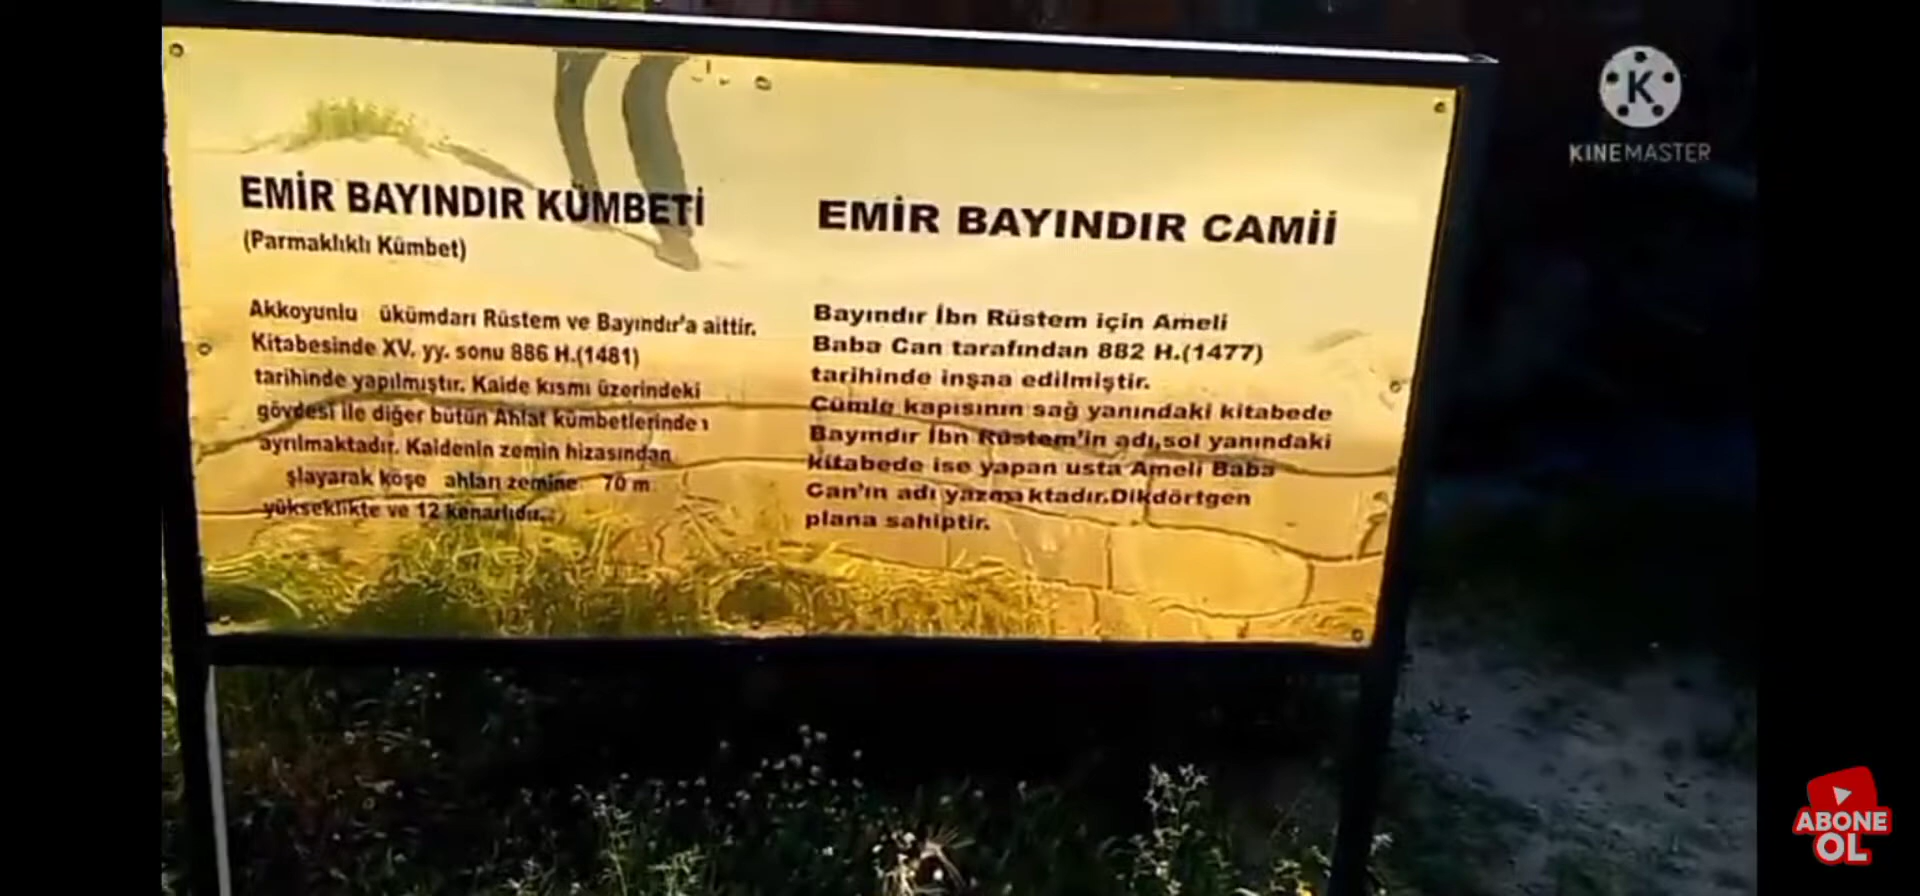 EMİR BAYINDIR KÜMBETİ
(Parmaklıklı Kümbet)
Akkoyunlu ükümdarı Rüstem ve Bayındır'a aittir.
Kitabesinde XV. yy. sonu 886 H.(1481)
tarihinde yapılmıştır. Kaide kısmı üzerindeki
gövdesi ile diğer bütün Ahlat kümbetlerinde
ayrılmaktadır. Kaidenin zemin hizasından
şlayarak köşe ahları zemine 70 m
yükseklikte ve 12 kenarlıdır.
EMİR BAYINDIR CAMİİ
Bayındır İbn Rüstem için Ameli
Baba Can tarafından 882 H.(1477)
tarihinde inşaa edilmiştir.
Cümle kapısının sağ yanındaki kitabede
Bayındır İbn Rüstem'in adı,sol yanındaki
kitabede ise yapan usta Ameli Baba
Can'ın adı yazmaktadır.Dikdörtgen
plana sahiptir.
K
KINEMASTER
ABONE
OL